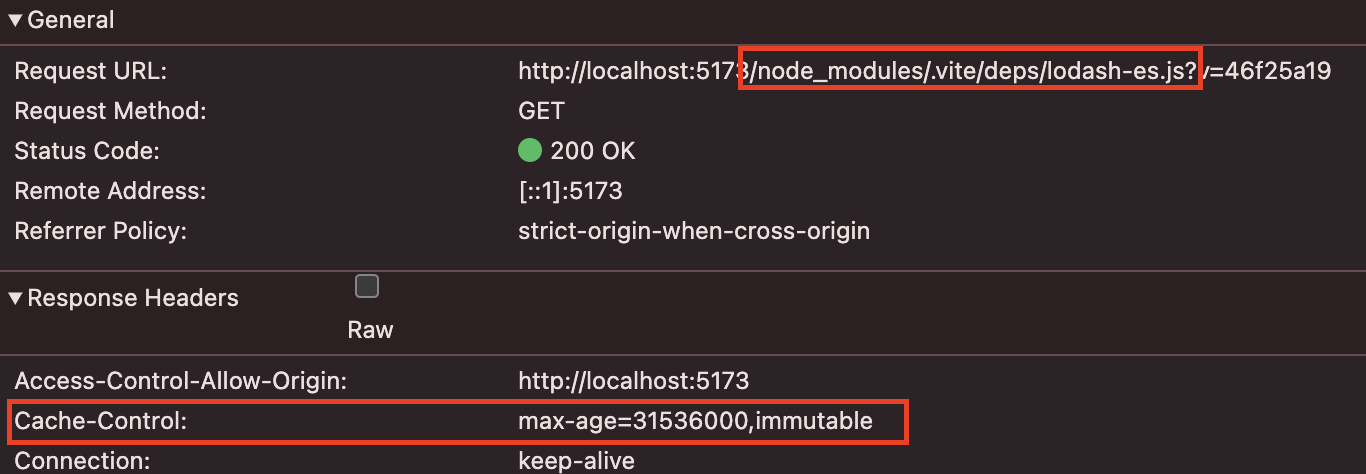 General
Request URL: http://localhost:5173/node_modules/.vite/deps/lodash-es.js?v=46f25a19
Request Method: GET
Status Code: 200 OK
Remote Address: [::1]:5173
Referrer Policy: strict-origin-when-cross-origin
Response Headers
Raw
Access-Control-Allow-Origin: http://localhost:5173
Cache-Control: max-age=31536000,immutable
Connection: keep-alive